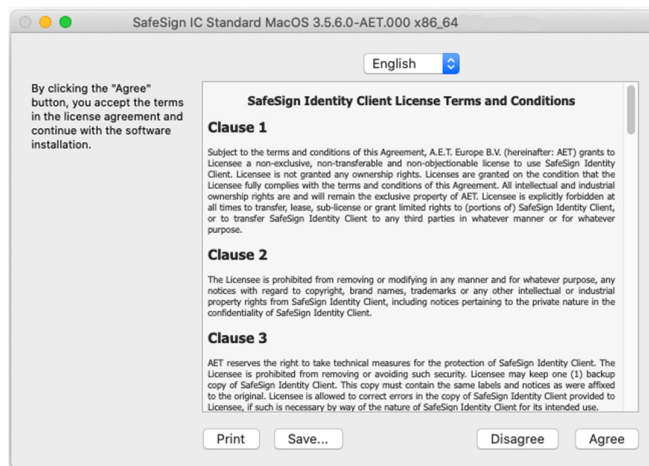 SafeSign IC Standard MacOS 3.5.6.0-AET.000 x86_64
English
By clicking the "Agree"
button, you accept the terms
in the license agreement and
continue with the software
installation.
SafeSign Identity Client License Terms and Conditions
Clause 1
Subject to the terms and conditions of this Agreement, A.E.T. Europe B.V. (hereinafter: AET) grants to
Licensee a non-exclusive, non-transferable and non-objectionable license to use SafeSign Identity
Client. Licensee is not granted any ownership rights. Licenses are granted on the condition that the
Licensee fully complies with the terms and conditions of this Agreement. All intellectual and industrial
ownership rights are and will remain the exclusive property of AET. Licensee is explicitly forbidden at
all times to transfer, lease, sub-license or grant limited rights to (portions of) SafeSign Identity Client,
or to transfer SafeSign Identity Client to any third parties in whatever manner or for whatever
purpose.
Clause 2
The Licensee is prohibited from removing or modifying in any manner and for whatever purpose, any
notices with regard to copyright, brand names, trademarks or any other intellectual or industrial
property rights from SafeSign Identity Client, including notices pertaining to the private nature in the
confidentiality of SafeSign Identity Client.
Clause 3
AET reserves the right to take technical measures for the protection of SafeSign Identity Client. The
Licensee is prohibited from removing or avoiding such security. Licensee may keep one (1) backup
copy of SafeSign Identity Client. This copy must contain the same labels and notices as were affixed
to the original. Licensee is allowed to correct errors in the copy of SafeSign Identity Client provided to
Licensee, if such is necessary by way of the nature of SafeSign Identity Client for its intended use.
Print
Save...
Disagree
Agree